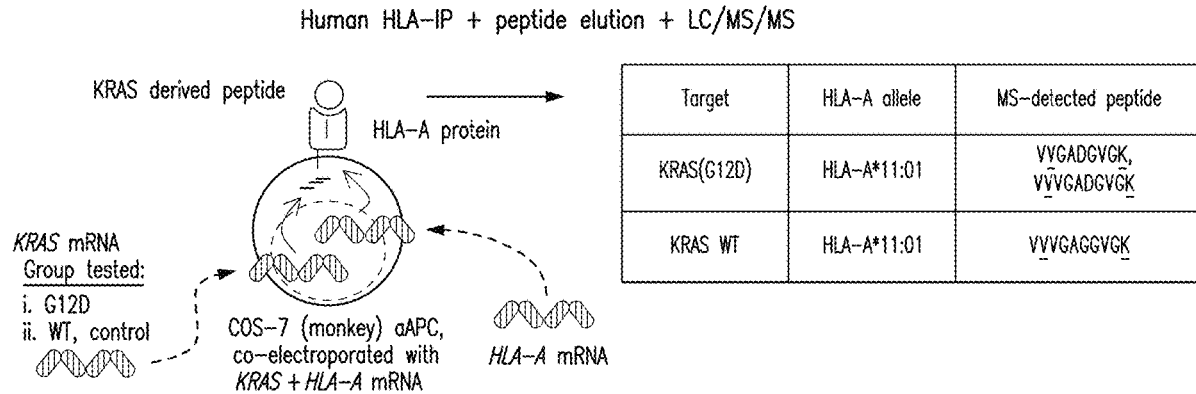 Human HLA-IP + peptide elution + LC/MS/MS
KRAS derived peptide
HLA-A protein
KRAS mRNA
Group tested:
i. G12D
ii. WT, control
COS-7 (monkey) aAPC,
co-electroporated with
KRAS + HLA-A mRNA
HLA-A mRNA
Target HLA-A allele MS-detected peptide
KRAS(G12D) HLA-A*11:01 VVGADGVGK,
VVVGADGVGK
KRAS WT HLA-A*11:01 VVVGAGGVGK